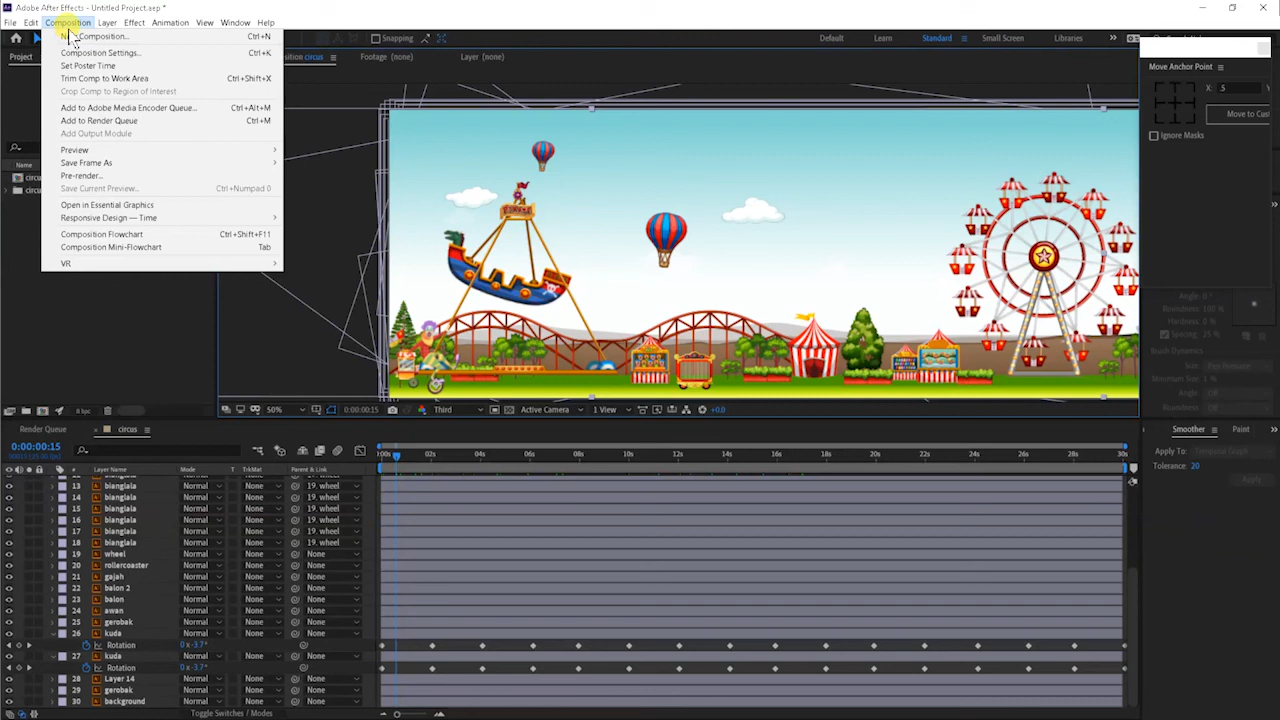 Adobe After Effects - Untitled Project.aep *
File Edit Composition Layer Effect Animation View Window Help
Composition... Ctrl+N
Composition Settings... Ctrl+K
Set Poster Time
Trim Comp to Work Area Ctrl+Shift+X
Crop Comp to Region of Interest
Add to Adobe Media Encoder Queue... Ctrl+Alt+M
Add to Render Queue Ctrl+M
Add Output Module
Preview
Save Frame As
Pre-render...
Save Current Preview... Ctrl+Numpad 0
Open in Essential Graphics
Responsive Design — Time
Composition Flowchart Ctrl+Shift+F11
Composition Mini-Flowchart Tab
VR
Snapping Default Learn Standard Small Screen Libraries
Project circus Footage (none) Layer (none)
Name
Move Anchor Point
X: .5
Move to Cust
Ignore Masks
Angle: 0°
Roundness: 100 %
Hardness: 0 %
Spacing: 25 %
Brush Dynamics
Size: Pen Pressure
Minimum Size: 1 %
Angle: Off
Roundness: Off
8 bpc 50% 0:00:00:15 Third Active Camera 1 View +0.0
Render Queue circus
0:00:00:15
# Layer Name Mode T TrkMat Parent & Link
02s 04s 06s 08s 10s 12s 14s 16s 18s 20s 22s 24s 26s 28s 30s
13 bianglala Normal None 19. wheel
14 bianglala Normal None 19. wheel
15 bianglala Normal None 19. wheel
16 bianglala Normal None 19. wheel
17 bianglala Normal None 19. wheel
18 bianglala Normal None 19. wheel
19 wheel Normal None None
20 rollercoaster Normal None None
21 gajah Normal None None
22 balon 2 Normal None None
23 balon Normal None None
24 awan Normal None None
25 gerobak Normal None None
26 kuda Normal None None
Rotation 0 x -3.7°
27 kuda Normal None None
Rotation 0 x -3.7°
28 Layer 14 Normal None None
29 gerobak Normal None None
30 background Normal None None
Toggle Switches / Modes
Smoother Paint
Apply To: Temporal Graph
Tolerance: 20
Apply